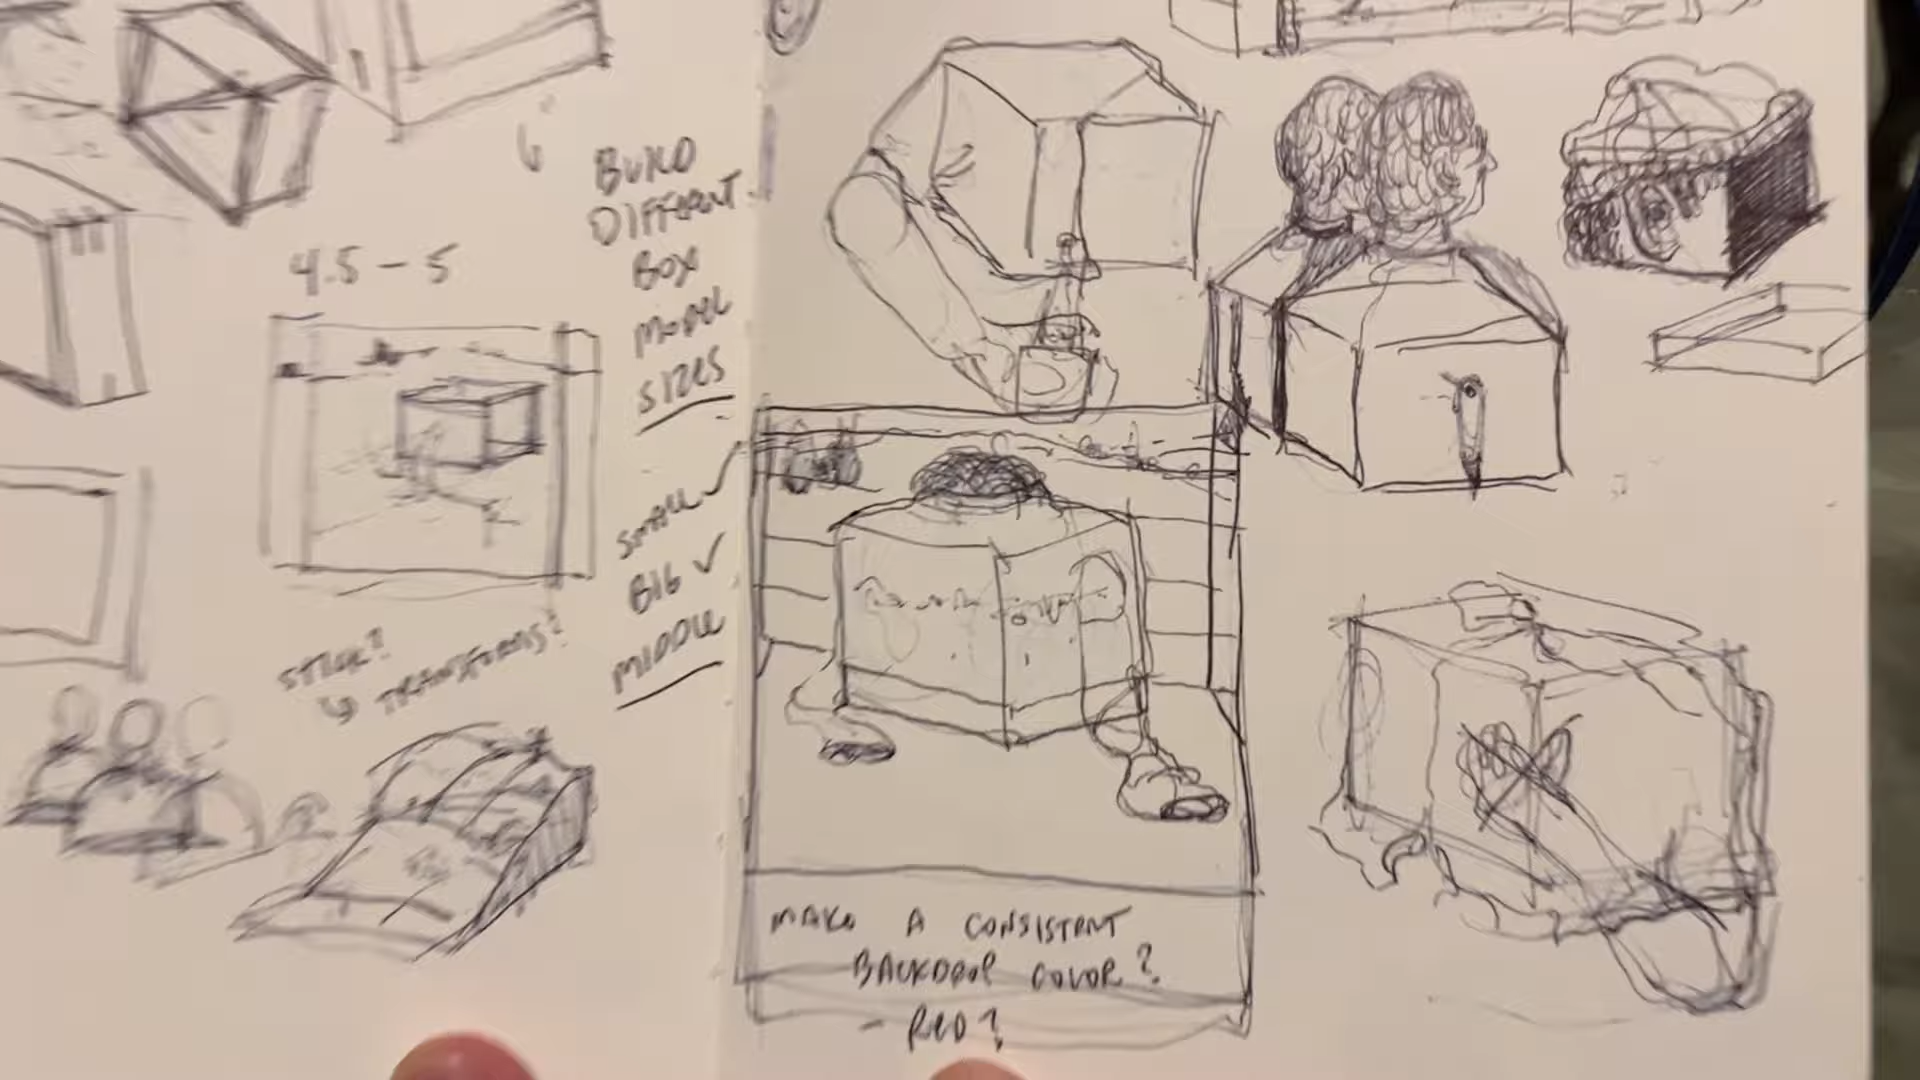 6"
BUILD
DIFFERENT
BOX
MODEL
SIZES
4.5 - 5
SMALL ✓
BIG ✓
MIDDLE
STICK?
↳ TRANSFORMS?
MAKE A CONSISTENT
BACKDROP COLOR?
- RED?